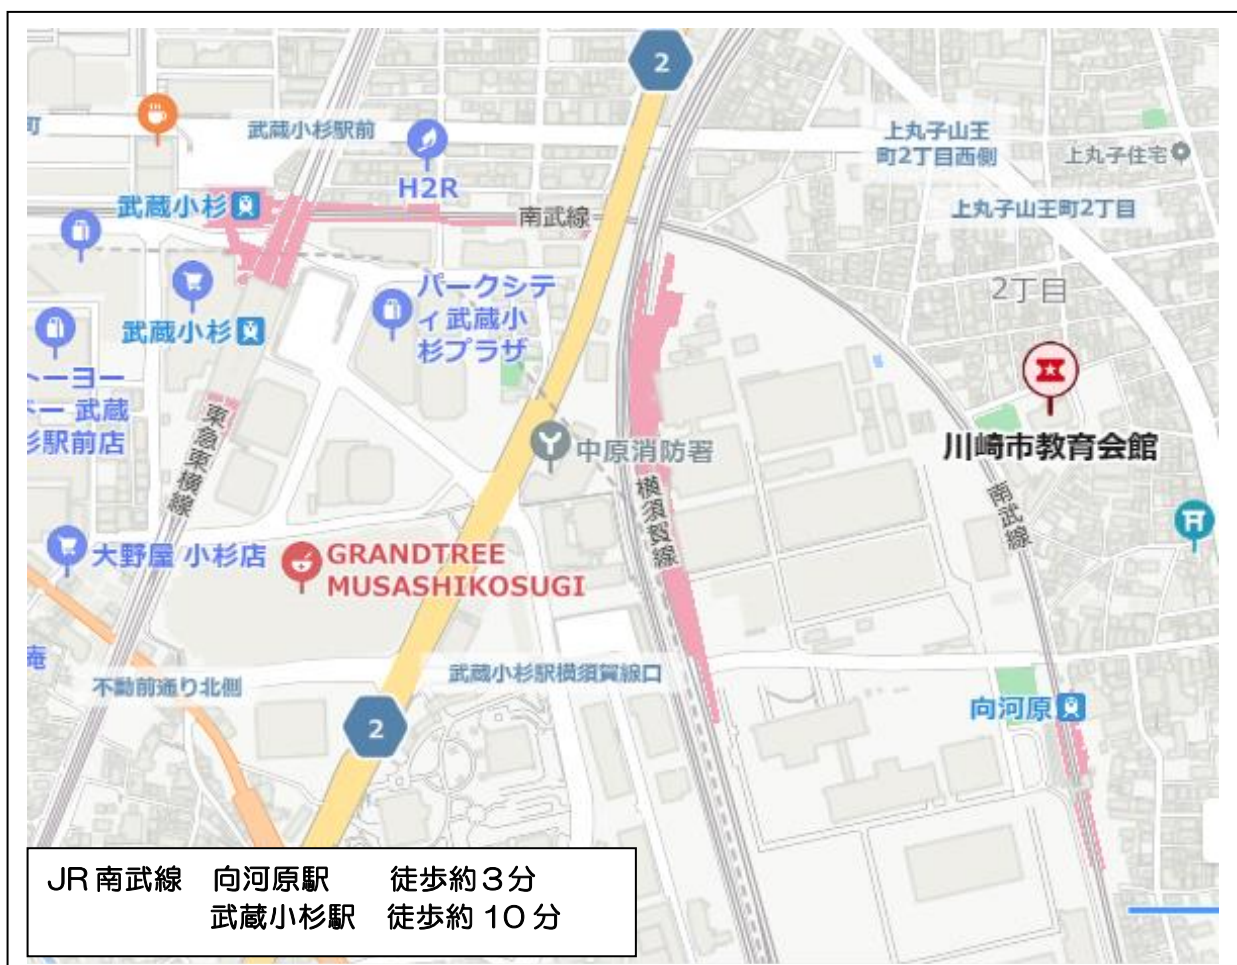 2
町
武蔵小杉駅前
上丸子山王
町2丁目西側
上丸子住宅
H2R
武蔵小杉
南武線
上丸子山王町2丁目
2丁目
パークシテ
ィ武蔵小
杉プラザ
武蔵小杉
トーヨー
ドー 武蔵
杉駅前店
東急東横線
中原消防署
川崎市教育会館
横須賀線
南武線
大野屋 小杉店
GRANDTREE
MUSASHIKOSUGI
庵
不動前通り北側
武蔵小杉駅横須賀線口
向河原
2
JR南武線 向河原駅 徒歩約3分
武蔵小杉駅 徒歩約10分